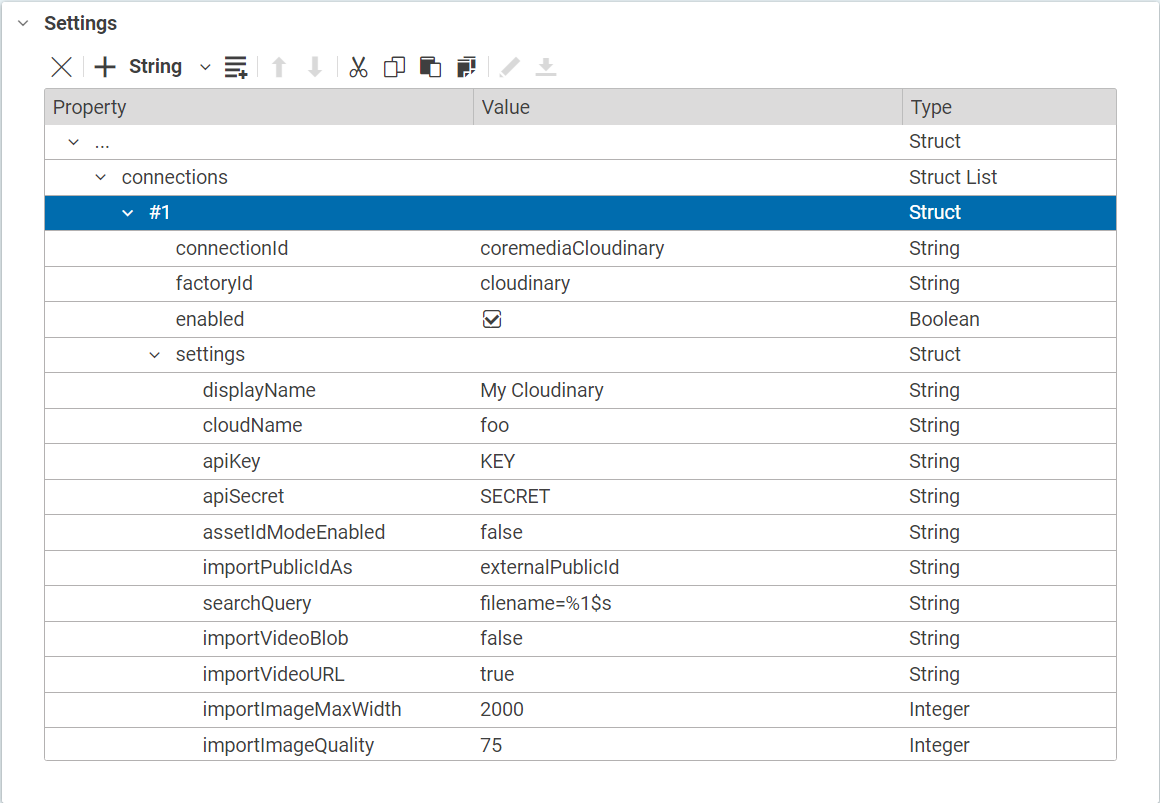 Settings
String
Property Value Type
... Struct
connections Struct List
#1 Struct
connectionId coremediaCloudinary String
factoryId cloudinary String
enabled Boolean
settings Struct
displayName My Cloudinary String
cloudName foo String
apiKey KEY String
apiSecret SECRET String
assetIdModeEnabled false String
importPublicIdAs externalPublicId String
searchQuery filename=%1$s String
importVideoBlob false String
importVideoURL true String
importImageMaxWidth 2000 Integer
importImageQuality 75 Integer